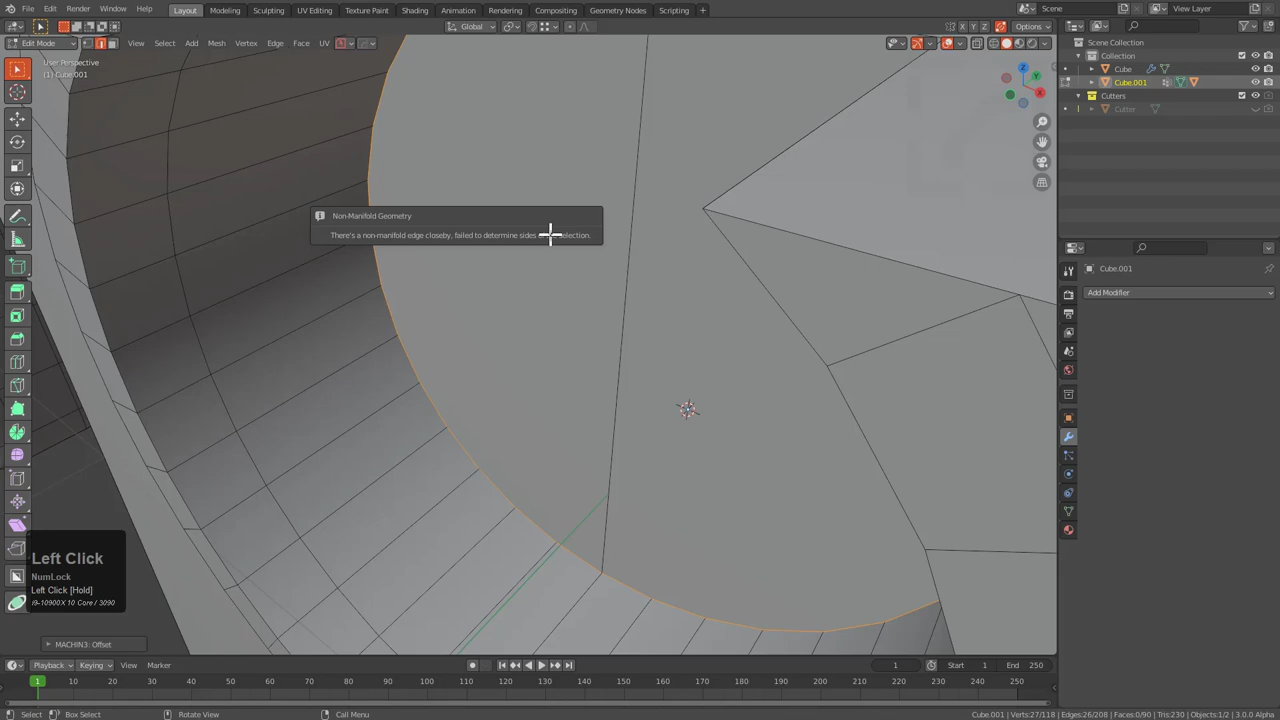 File Edit Render Window Help Layout Modeling Sculpting UV Editing Texture Paint Shading Animation Rendering Compositing Geometry Nodes Scripting + Scene View Layer
Global Options
Edit Mode View Select Add Mesh Vertex Edge Face UV
User Perspective
(1) Cube.001
Z
Y
X
Scene Collection
Collection
Cube
Cube.001
Cutters
Cutter
Non-Manifold Geometry
There's a non-manifold edge closeby, failed to determine sides election.
Cube.001
Add Modifier
Left Click
NumLock
Left Click [Hold]
i9-10900X 10 Core / 3090
MACHIN3: Offset
Playback Keying View Marker 1 Start 1 End 250
1 10 20 30 40 50 60 70 80 90 100 110 120 130 140 150 160 170 180 190 200 210 220 230 240 250
Select Box Select Rotate View Call Menu Cube.001 | Verts:27/118 | Edges:26/208 | Faces:0/90 | Tris:230 | Objects:1/2 | 3.0.0 Alpha